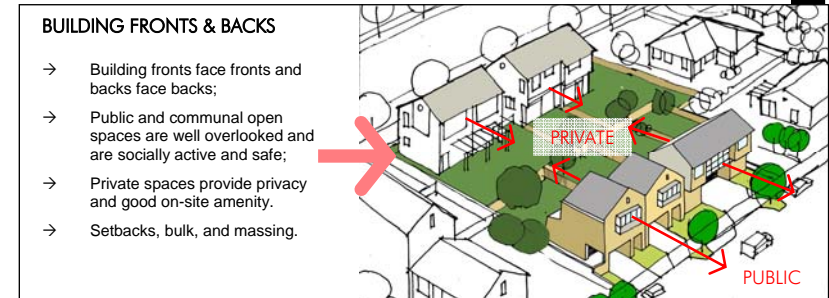 BUILDING FRONTS & BACKS
→ Building fronts face fronts and
backs face backs;
→ Public and communal open
spaces are well overlooked and
are socially active and safe;
→ Private spaces provide privacy
and good on-site amenity.
→ Setbacks, bulk, and massing.
PRIVATE
PUBLIC